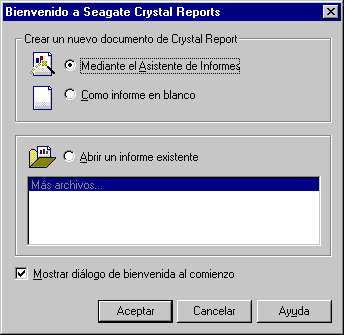 Bienvenido a Seagate Crystal Reports
Crear un nuevo documento de Crystal Report
Mediante el Asistente de Informes
Como informe en blanco
Abrir un informe existente
Más archivos...
Mostrar diálogo de bienvenida al comienzo
Aceptar Cancelar Ayuda